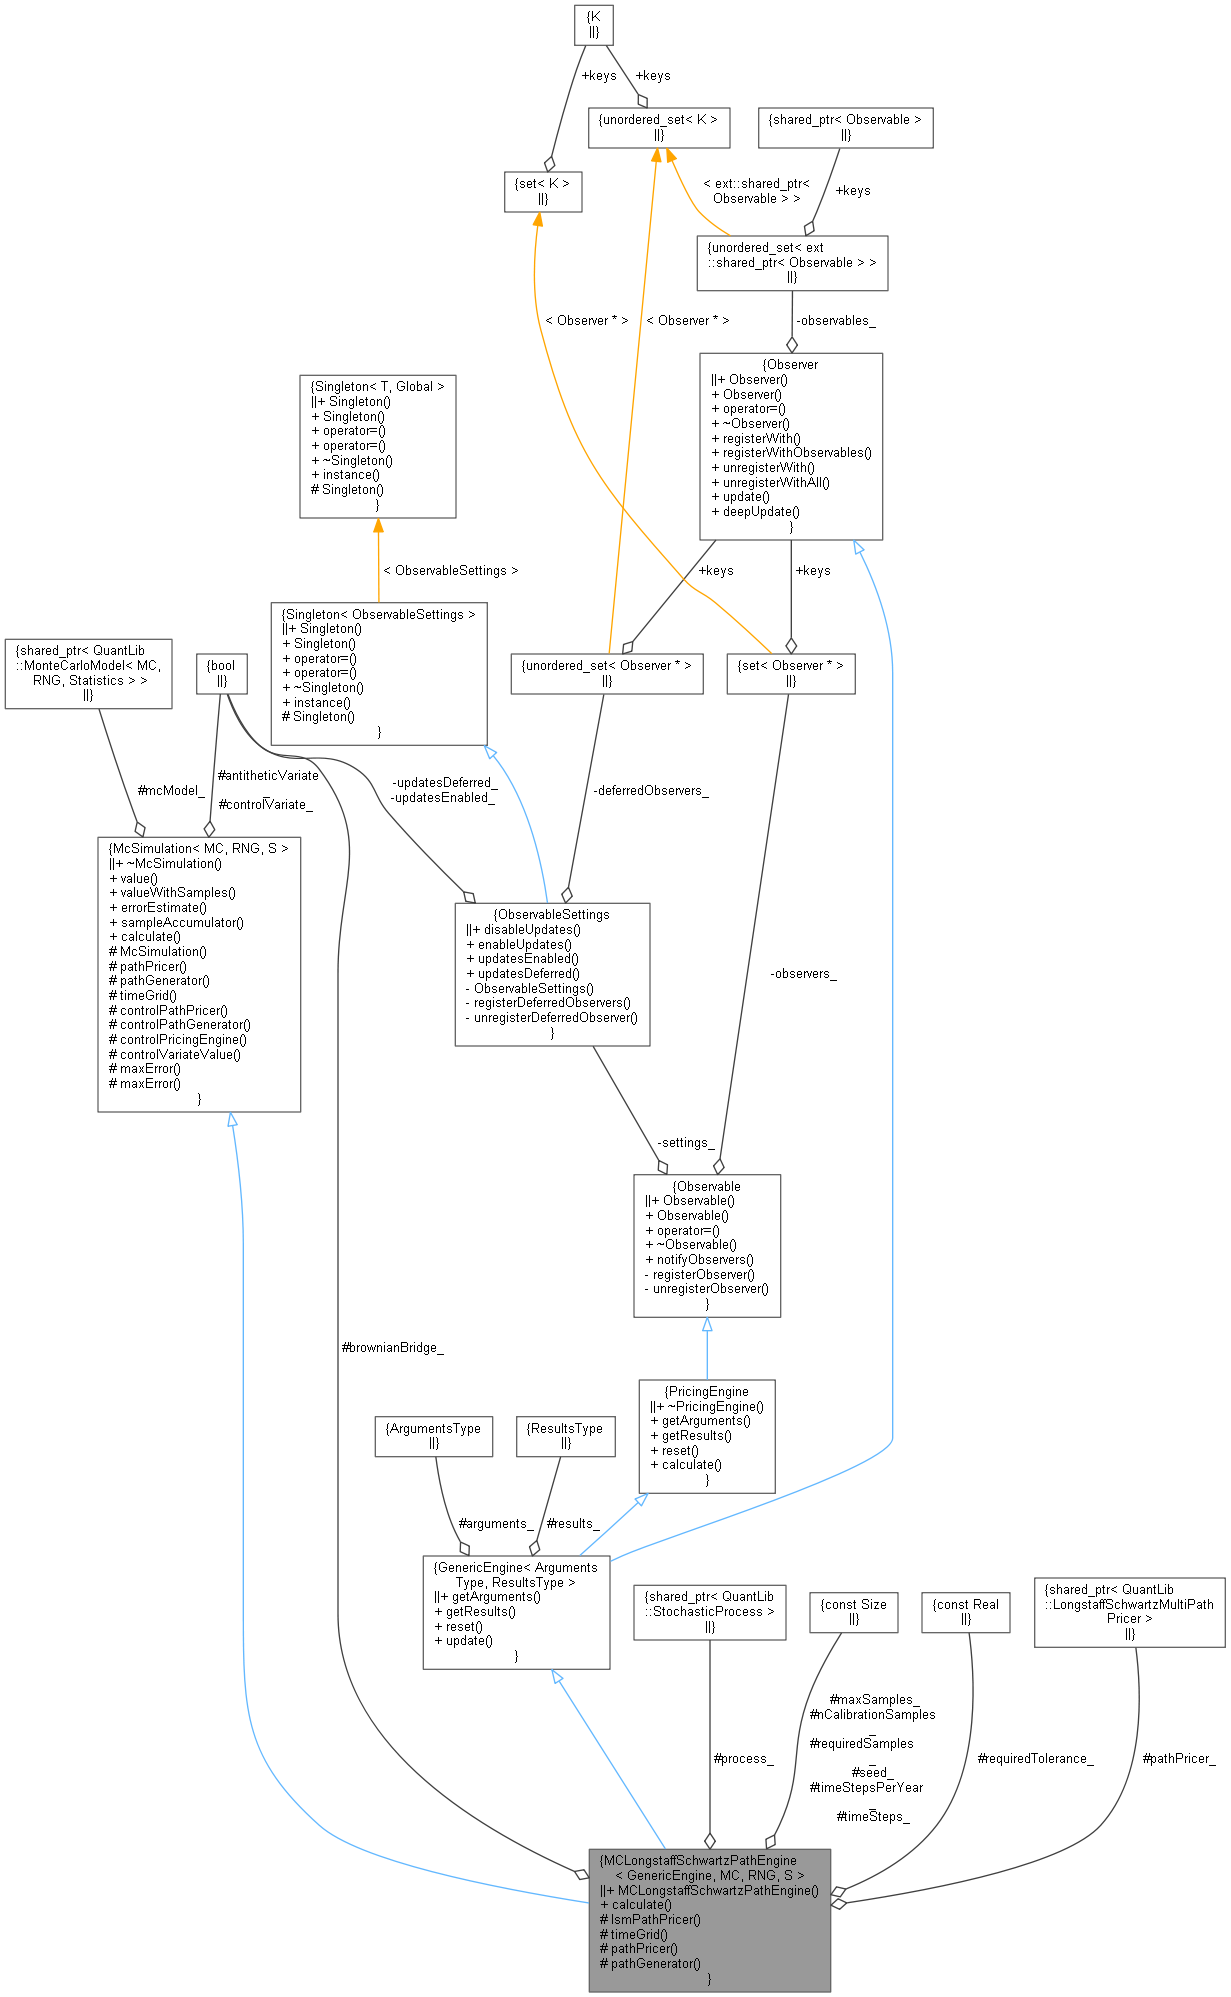 {K
||}
+keys
+keys
{unordered_set< K >
||}
{shared_ptr< Observable >
||}
{set< K >
||}
< ext::shared_ptr<
Observable > >
+keys
{unordered_set< ext
::shared_ptr< Observable > >
||}
< Observer * >
< Observer * >
-observables_
{Observer
||+ Observer()
+ Observer()
+ operator=()
+ ~Observer()
+ registerWith()
+ registerWithObservables()
+ unregisterWith()
+ unregisterWithAll()
+ update()
+ deepUpdate()
}
{Singleton< T, Global >
||+ Singleton()
+ Singleton()
+ operator=()
+ operator=()
+ ~Singleton()
+ instance()
# Singleton()
}
< ObservableSettings >
+keys
+keys
{Singleton< ObservableSettings >
||+ Singleton()
+ Singleton()
+ operator=()
+ operator=()
+ ~Singleton()
+ instance()
# Singleton()
}
{shared_ptr< QuantLib
::MonteCarloModel< MC,
RNG, Statistics > >
||}
{bool
||}
{unordered_set< Observer * >
||}
{set< Observer * >
||}
#mcModel_
#antitheticVariate
_
#controlVariate_
-updatesDeferred_
-updatesEnabled_
-deferredObservers_
{McSimulation< MC, RNG, S >
||+ ~McSimulation()
+ value()
+ valueWithSamples()
+ errorEstimate()
+ sampleAccumulator()
+ calculate()
# McSimulation()
# pathPricer()
# pathGenerator()
# timeGrid()
# controlPathPricer()
# controlPathGenerator()
# controlPricingEngine()
# controlVariateValue()
# maxError()
# maxError()
}
{ObservableSettings
||+ disableUpdates()
+ enableUpdates()
+ updatesEnabled()
+ updatesDeferred()
- ObservableSettings()
- registerDeferredObservers()
- unregisterDeferredObserver()
}
-observers_
-settings_
{Observable
||+ Observable()
+ Observable()
+ operator=()
+ ~Observable()
+ notifyObservers()
- registerObserver()
- unregisterObserver()
}
#brownianBridge_
{PricingEngine
||+ ~PricingEngine()
+ getArguments()
+ getResults()
+ reset()
+ calculate()
}
{ArgumentsType
||}
{ResultsType
||}
#arguments_
#results_
{GenericEngine< Arguments
Type, ResultsType >
||+ getArguments()
+ getResults()
+ reset()
+ update()
}
{shared_ptr< QuantLib
::StochasticProcess >
||}
{const Size
||}
{const Real
||}
{shared_ptr< QuantLib
::LongstaffSchwartzMultiPath
Pricer >
||}
#process_
#maxSamples_
#nCalibrationSamples
_
#requiredSamples
_
#seed_
#timeStepsPerYear
_
#timeSteps_
#requiredTolerance_
#pathPricer_
{MCLongstaffSchwartzPathEngine
< GenericEngine, MC, RNG, S >
||+ MCLongstaffSchwartzPathEngine()
+ calculate()
# lsmPathPricer()
# timeGrid()
# pathPricer()
# pathGenerator()
}